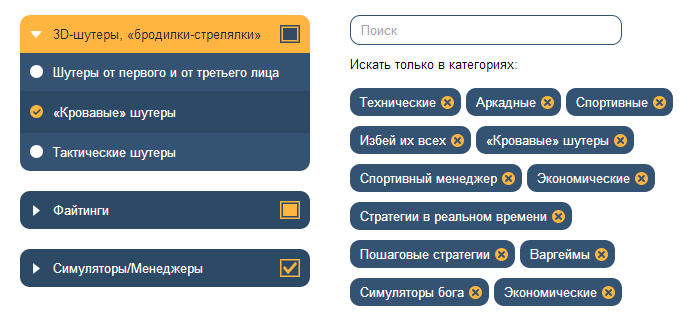 3D-шутеры, «бродилки-стрелялки»
Шутеры от первого и от третьего лица
«Кровавые» шутеры
Тактические шутеры
Файтинги
Симуляторы/Менеджеры
Поиск
Искать только в категориях:
Технические Аркадные Спортивные
Избей их всех «Кровавые» шутеры
Спортивный менеджер Экономические
Стратегии в реальном времени
Пошаговые стратегии Варгеймы
Симуляторы бога Экономические